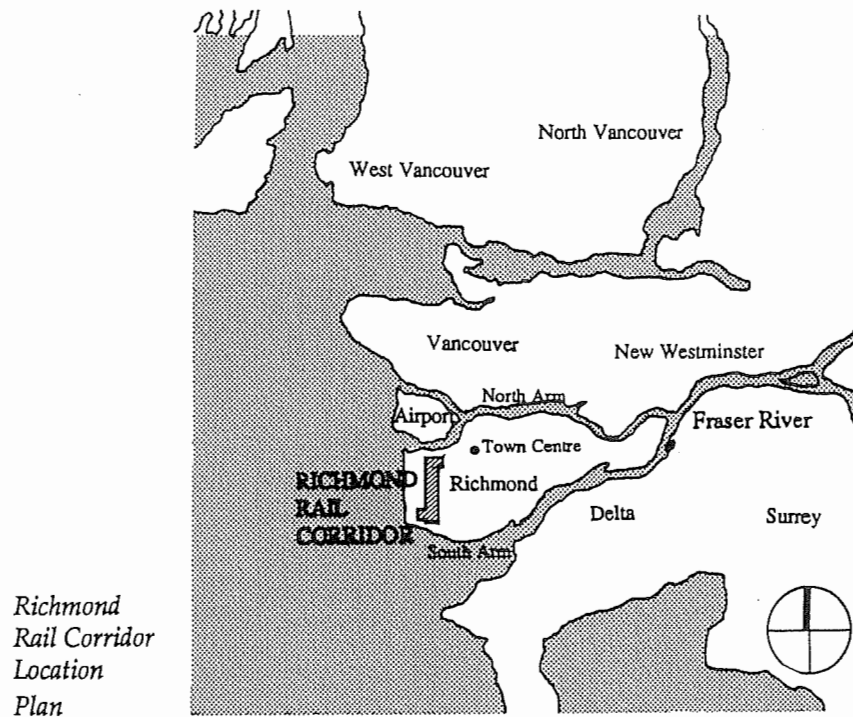 North Vancouver
West Vancouver
Vancouver
New Westminster
North Arm
Airport
Fraser River
Town Centre
RICHMOND
RAIL
CORRIDOR
Richmond
Delta
Surrey
South Arm
Richmond
Rail Corridor
Location
Plan